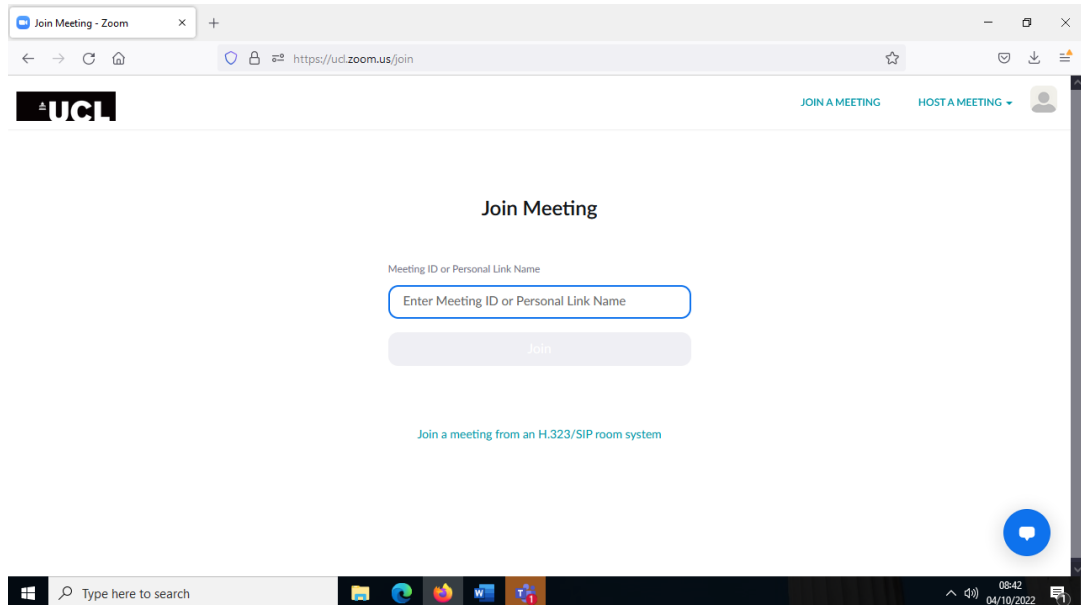 Join Meeting - Zoom
https://ucl.zoom.us/join
UCL
JOIN A MEETING
HOST A MEETING
Join Meeting
Meeting ID or Personal Link Name
Enter Meeting ID or Personal Link Name
Join
Join a meeting from an H.323/SIP room system
Type here to search
W
T
1
08:42
04/10/2022
1